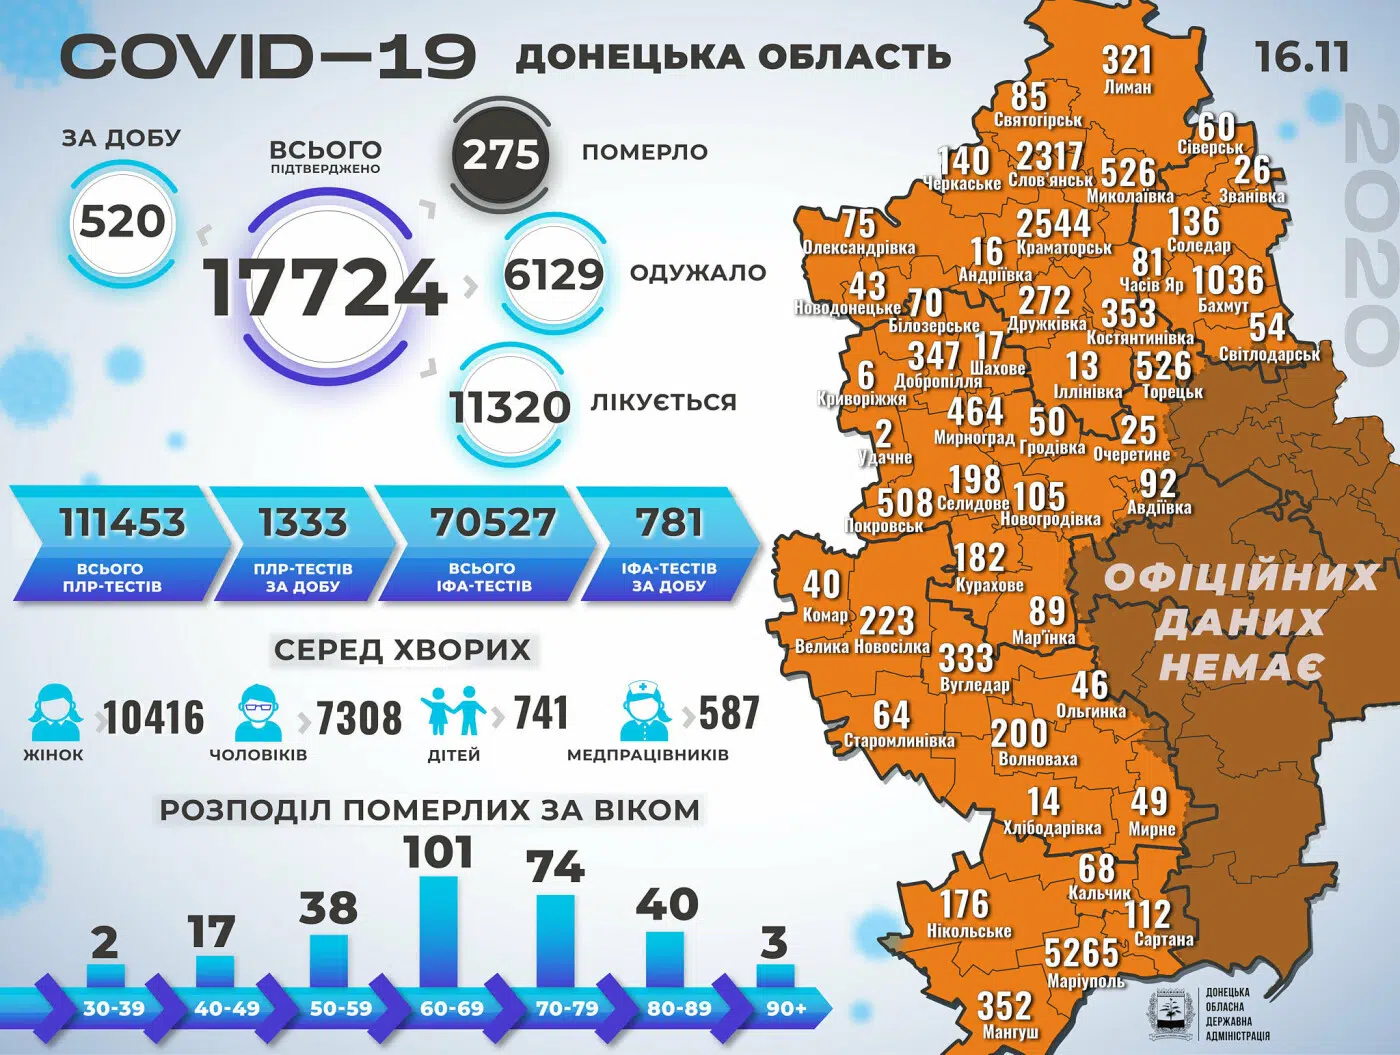 COVID–19 ДОНЕЦЬКА ОБЛАСТЬ
16.11
2020
ЗА ДОБУ
520
ВСЬОГО
ПІДТВЕРДЖЕНО
17724
275 ПОМЕРЛО
6129 ОДУЖАЛО
11320 ЛІКУЄТЬСЯ
111453
ВСЬОГО
ПЛР-ТЕСТІВ
1333
ПЛР-ТЕСТІВ
ЗА ДОБУ
70527
ВСЬОГО
ІФА-ТЕСТІВ
781
ІФА-ТЕСТІВ
ЗА ДОБУ
СЕРЕД ХВОРИХ
10416
ЖІНОК
7308
ЧОЛОВІКІВ
741
ДІТЕЙ
587
МЕДПРАЦІВНИКІВ
РОЗПОДІЛ ПОМЕРЛИХ ЗА ВІКОМ
2
17
38
101
74
40
3
30-39
40-49
50-59
60-69
70-79
80-89
90+
321
Лиман
85
Святогірськ
60
Сіверськ
140
Черкаське
2317
Слов'янськ
526
Миколаївка
26
Званівка
75
Олександрівка
2544
Краматорськ
136
Соледар
16
Андріївка
81
Часів Яр
1036
Бахмут
43
Новодонецьке
70
Білозерське
272
Дружківка
353
Костянтинівка
54
Світлодарськ
347
Добропілля
17
Шахове
13
Іллінівка
526
Торецьк
6
Криворіжжя
464
Мирноград
50
Гродівка
25
Очеретине
2
Удачне
198
Селидове
105
Новогродівка
92
Авдіївка
508
Покровськ
182
Курахове
40
Комар
223
Велика Новосілка
89
Мар'їнка
333
Вугледар
46
Ольгинка
64
Старомлинівка
200
Волноваха
14
Хлібодарівка
49
Мирне
68
Кальчик
176
Нікольське
112
Сартана
5265
Маріуполь
352
Мангуш
ОФІЦІЙНИХ
ДАНИХ
НЕМАЄ
ДОНЕЦЬКА
ОБЛАСНА
ДЕРЖАВНА
АДМІНІСТРАЦІЯ